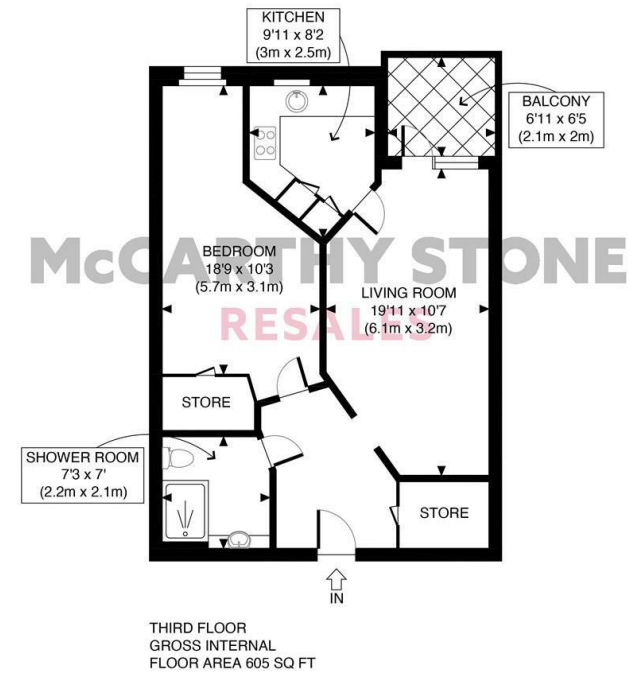 KITCHEN
9'11 x 8'2
(3m x 2.5m)
BALCONY
6'11 x 6'5
(2.1m x 2m)
McCARTHY STONE
RESALES
BEDROOM
18'9 x 10'3
(5.7m x 3.1m)
LIVING ROOM
19'11 x 10'7
(6.1m x 3.2m)
STORE
SHOWER ROOM
7'3 x 7'
(2.2m x 2.1m)
STORE
IN
THIRD FLOOR
GROSS INTERNAL
FLOOR AREA 605 SQ FT